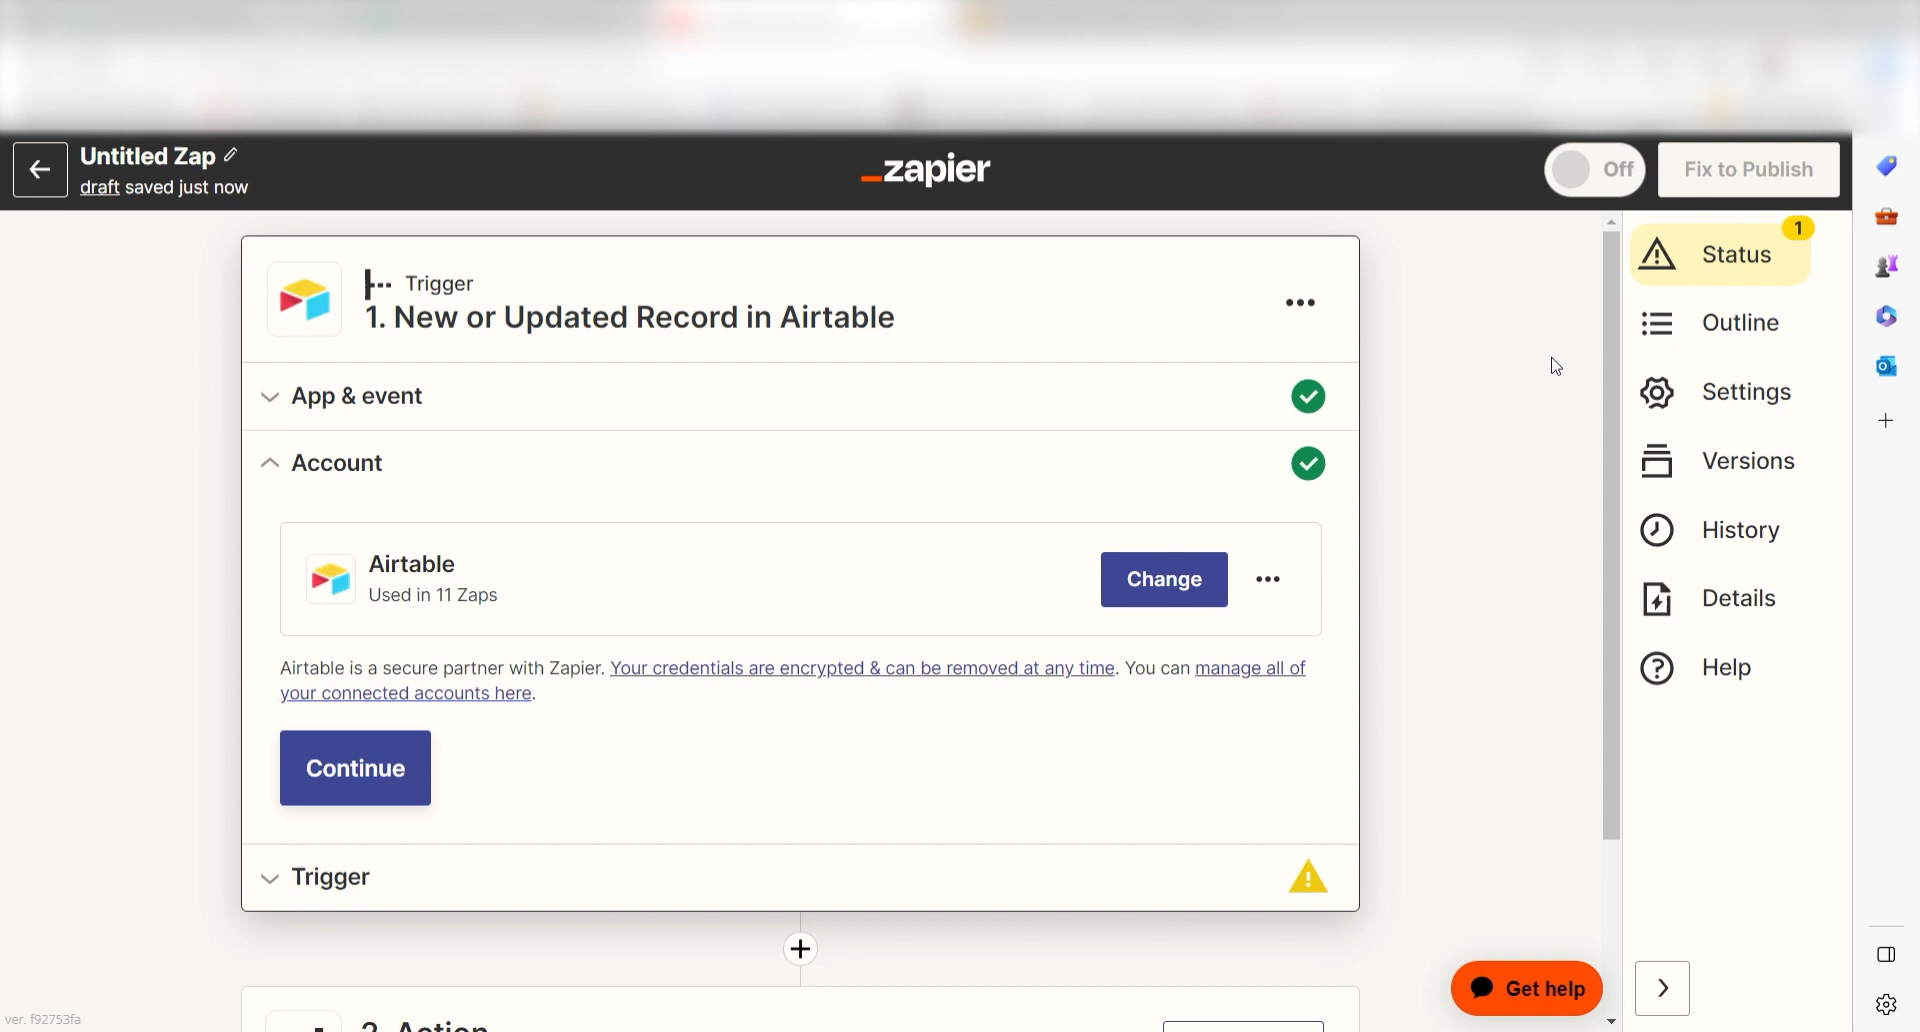 Untitled Zap
draft saved just now
zapier
Off
Fix to Publish
Trigger
1. New or Updated Record in Airtable
App & event
Account
Airtable
Used in 11 Zaps
Change
Airtable is a secure partner with Zapier. Your credentials are encrypted & can be removed at any time. You can manage all of
your connected accounts here.
Continue
Trigger
2. Action
1
Status
Outline
Settings
Versions
History
Details
Help
Get help
ver. f92753fa